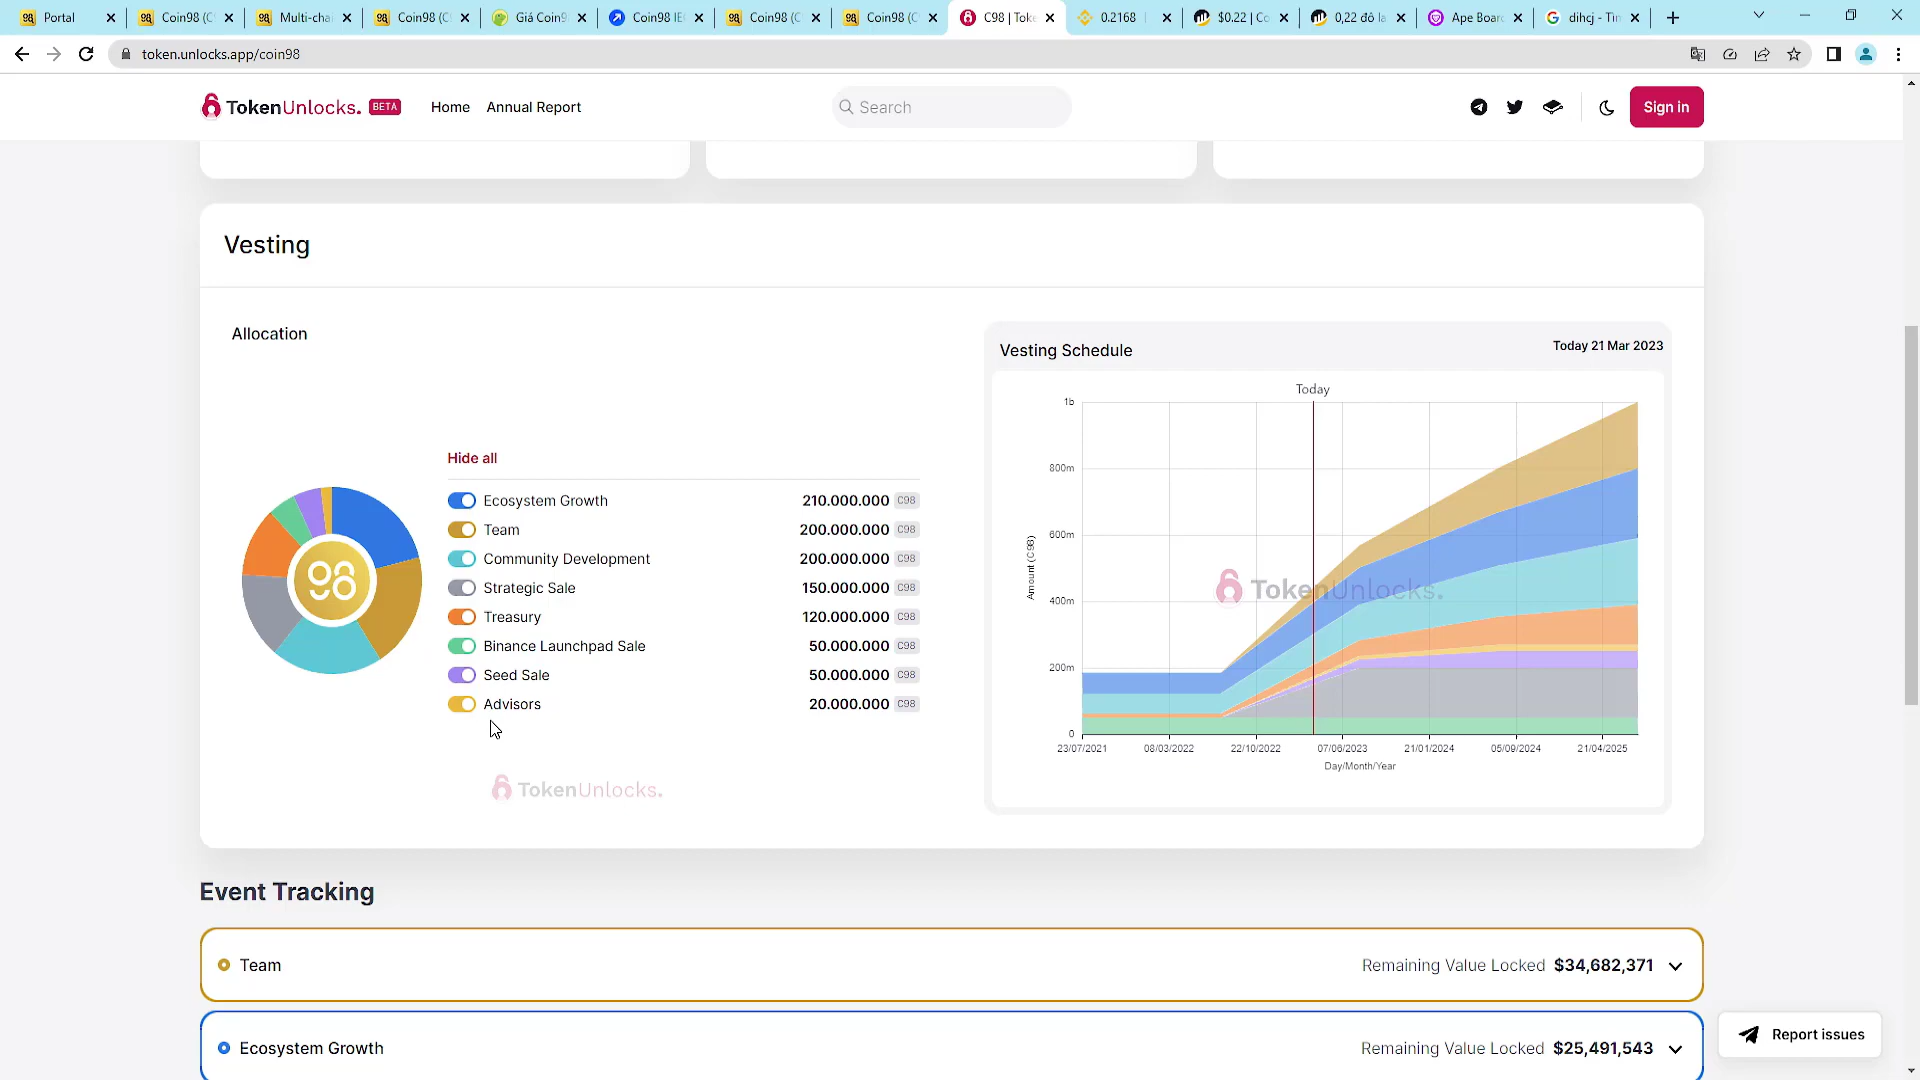 Portal
Coin98 (C
Multi-chai
Coin98 (C
Giá Coin9
Coin98 IE
Coin98 (C
Coin98 (C
C98 | Toke
0.2168
$0.22 | Co
0,22 đô la
Ape Boar
dihcj - Tìm
token.unlocks.app/coin98
TokenUnlocks. BETA
Home
Annual Report
Search
Sign in
Vesting
Allocation
Hide all
Ecosystem Growth 210.000.000 C98
Team 200.000.000 C98
Community Development 200.000.000 C98
Strategic Sale 150.000.000 C98
Treasury 120.000.000 C98
Binance Launchpad Sale 50.000.000 C98
Seed Sale 50.000.000 C98
Advisors 20.000.000 C98
TokenUnlocks.
Vesting Schedule
Today 21 Mar 2023
Today
1b
800m
600m
400m
200m
0
Amount (C98)
TokenUnlocks.
23/07/2021 08/03/2022 22/10/2022 07/06/2023 21/01/2024 05/09/2024 21/04/2025
Day/Month/Year
Event Tracking
Team Remaining Value Locked $34,682,371
Ecosystem Growth Remaining Value Locked $25,491,543
Report issues